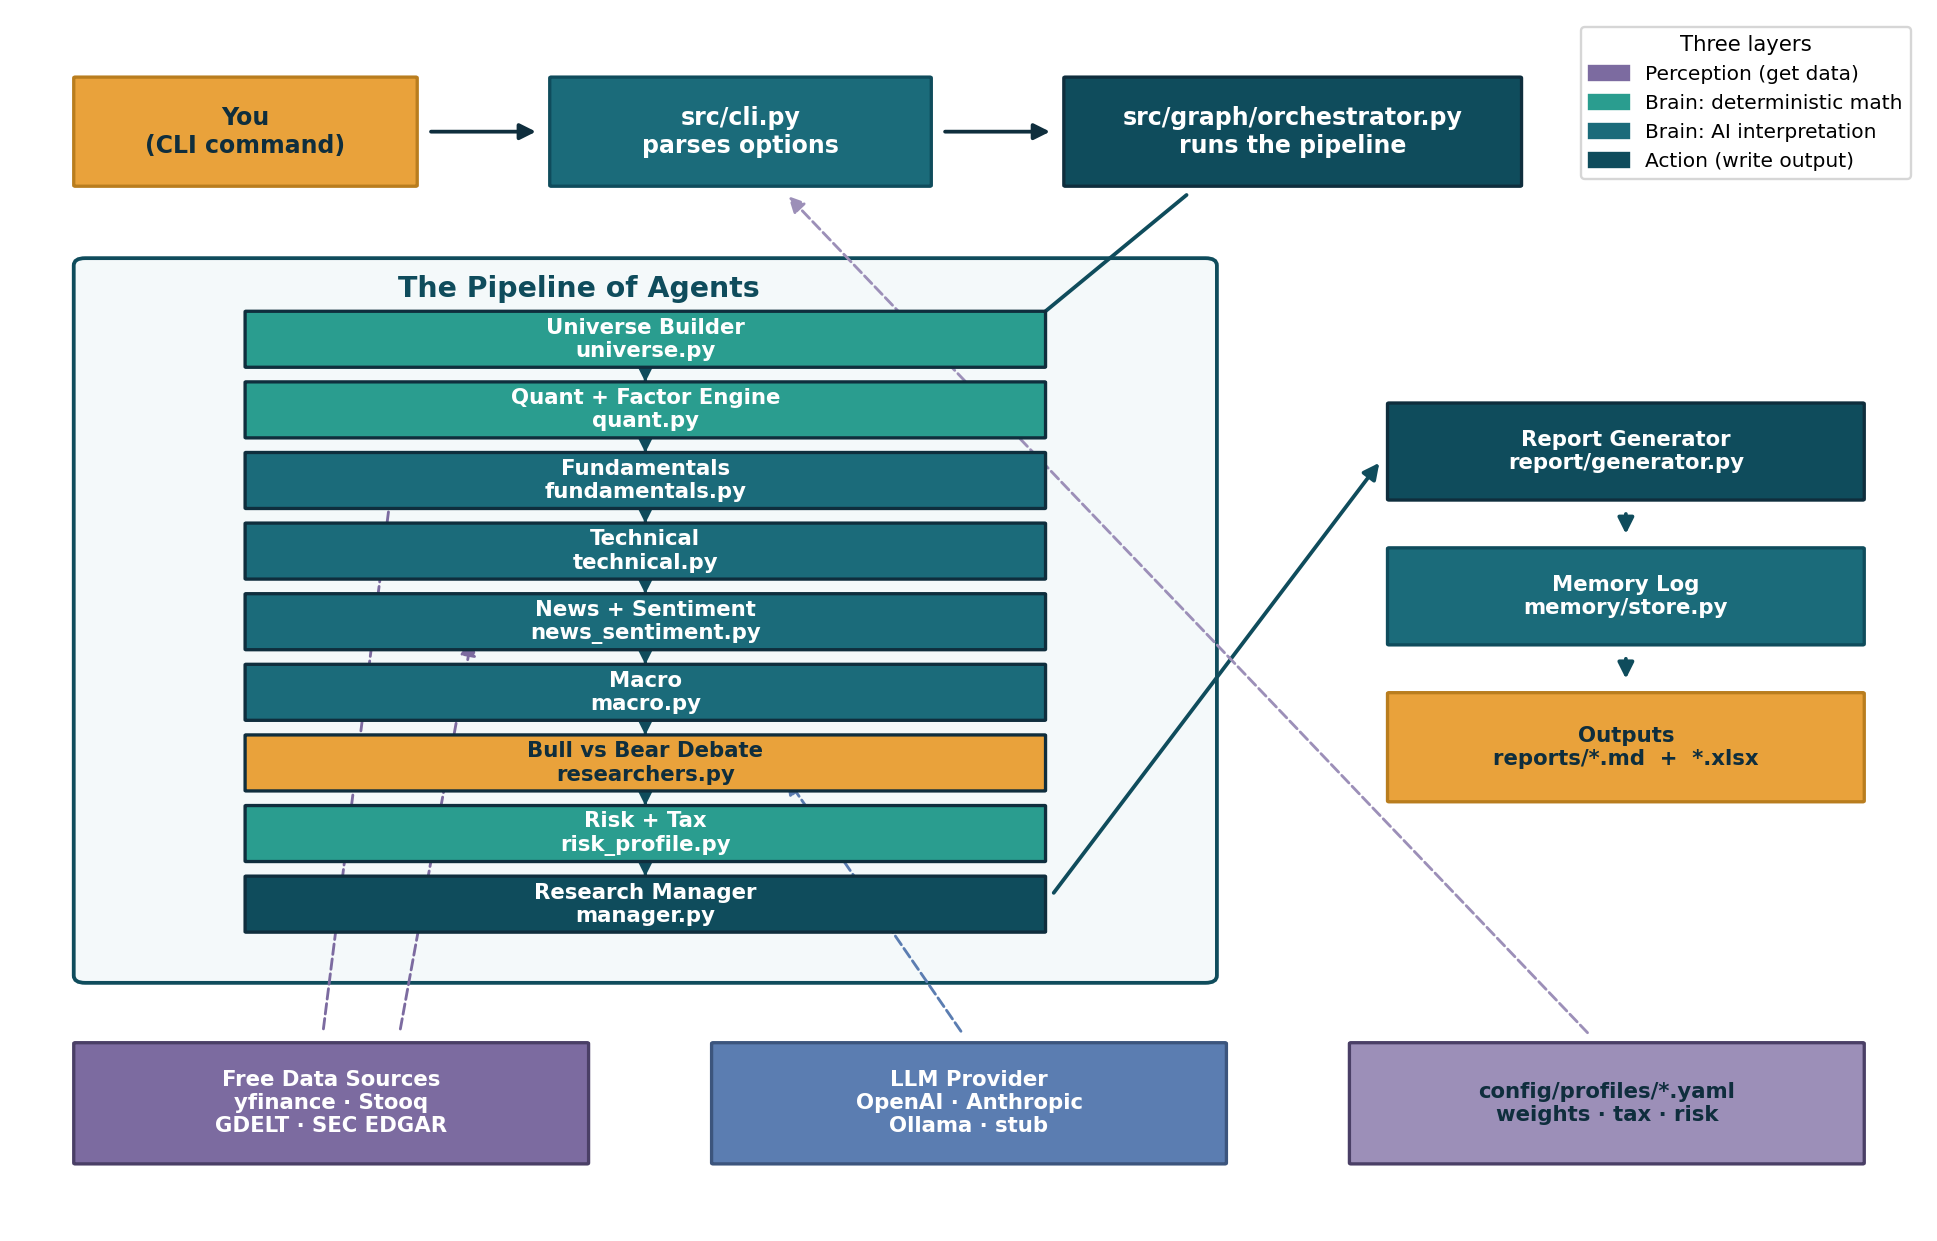 You
(CLI command)
src/cli.py
parses options
src/graph/orchestrator.py
runs the pipeline
Three layers
Perception (get data)
Brain: deterministic math
Brain: AI interpretation
Action (write output)
The Pipeline of Agents
Universe Builder
universe.py
Quant + Factor Engine
quant.py
Fundamentals
fundamentals.py
Technical
technical.py
News + Sentiment
news_sentiment.py
Macro
macro.py
Bull vs Bear Debate
researchers.py
Risk + Tax
risk_profile.py
Research Manager
manager.py
Report Generator
report/generator.py
Memory Log
memory/store.py
Outputs
reports/*.md + *.xlsx
Free Data Sources
yfinance · Stooq
GDELT · SEC EDGAR
LLM Provider
OpenAI · Anthropic
Ollama · stub
config/profiles/*.yaml
weights · tax · risk